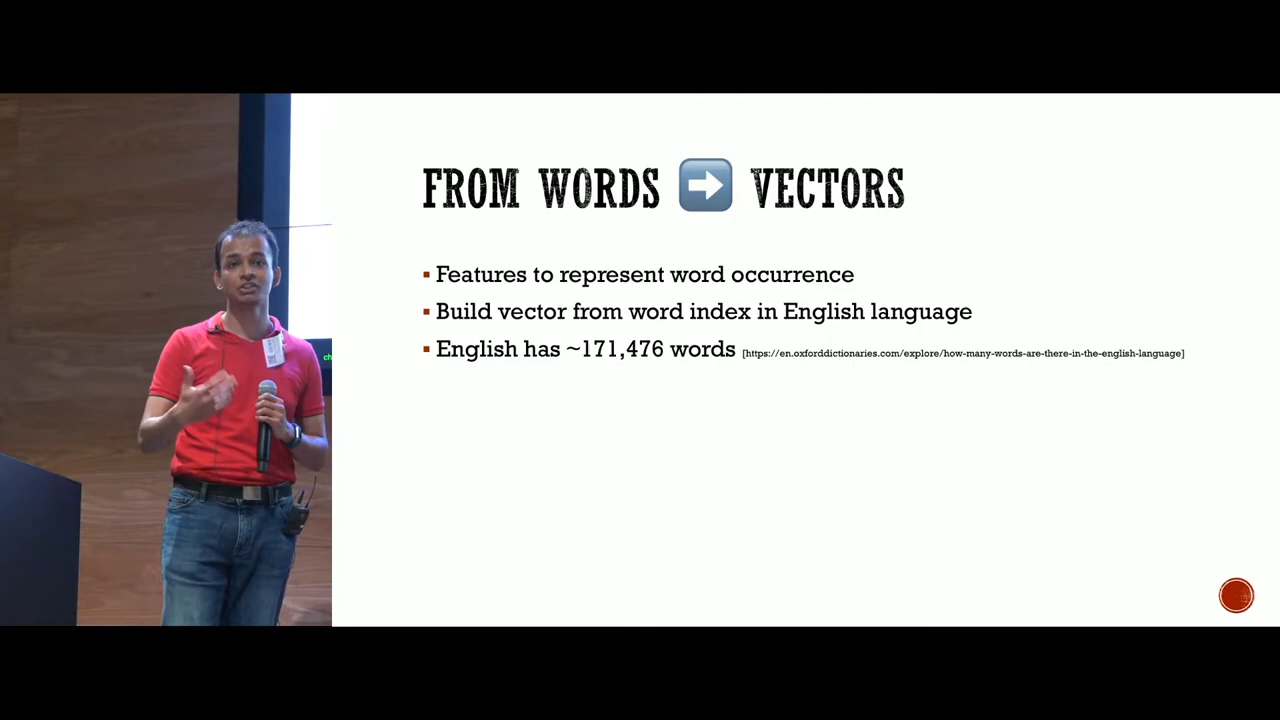 FROM WORDS ➡ VECTORS
▪ Features to represent word occurrence
▪ Build vector from word index in English language
▪ English has ~171,476 words [https://en.oxforddictionaries.com/explore/how-many-words-are-there-in-the-english-language]
ch